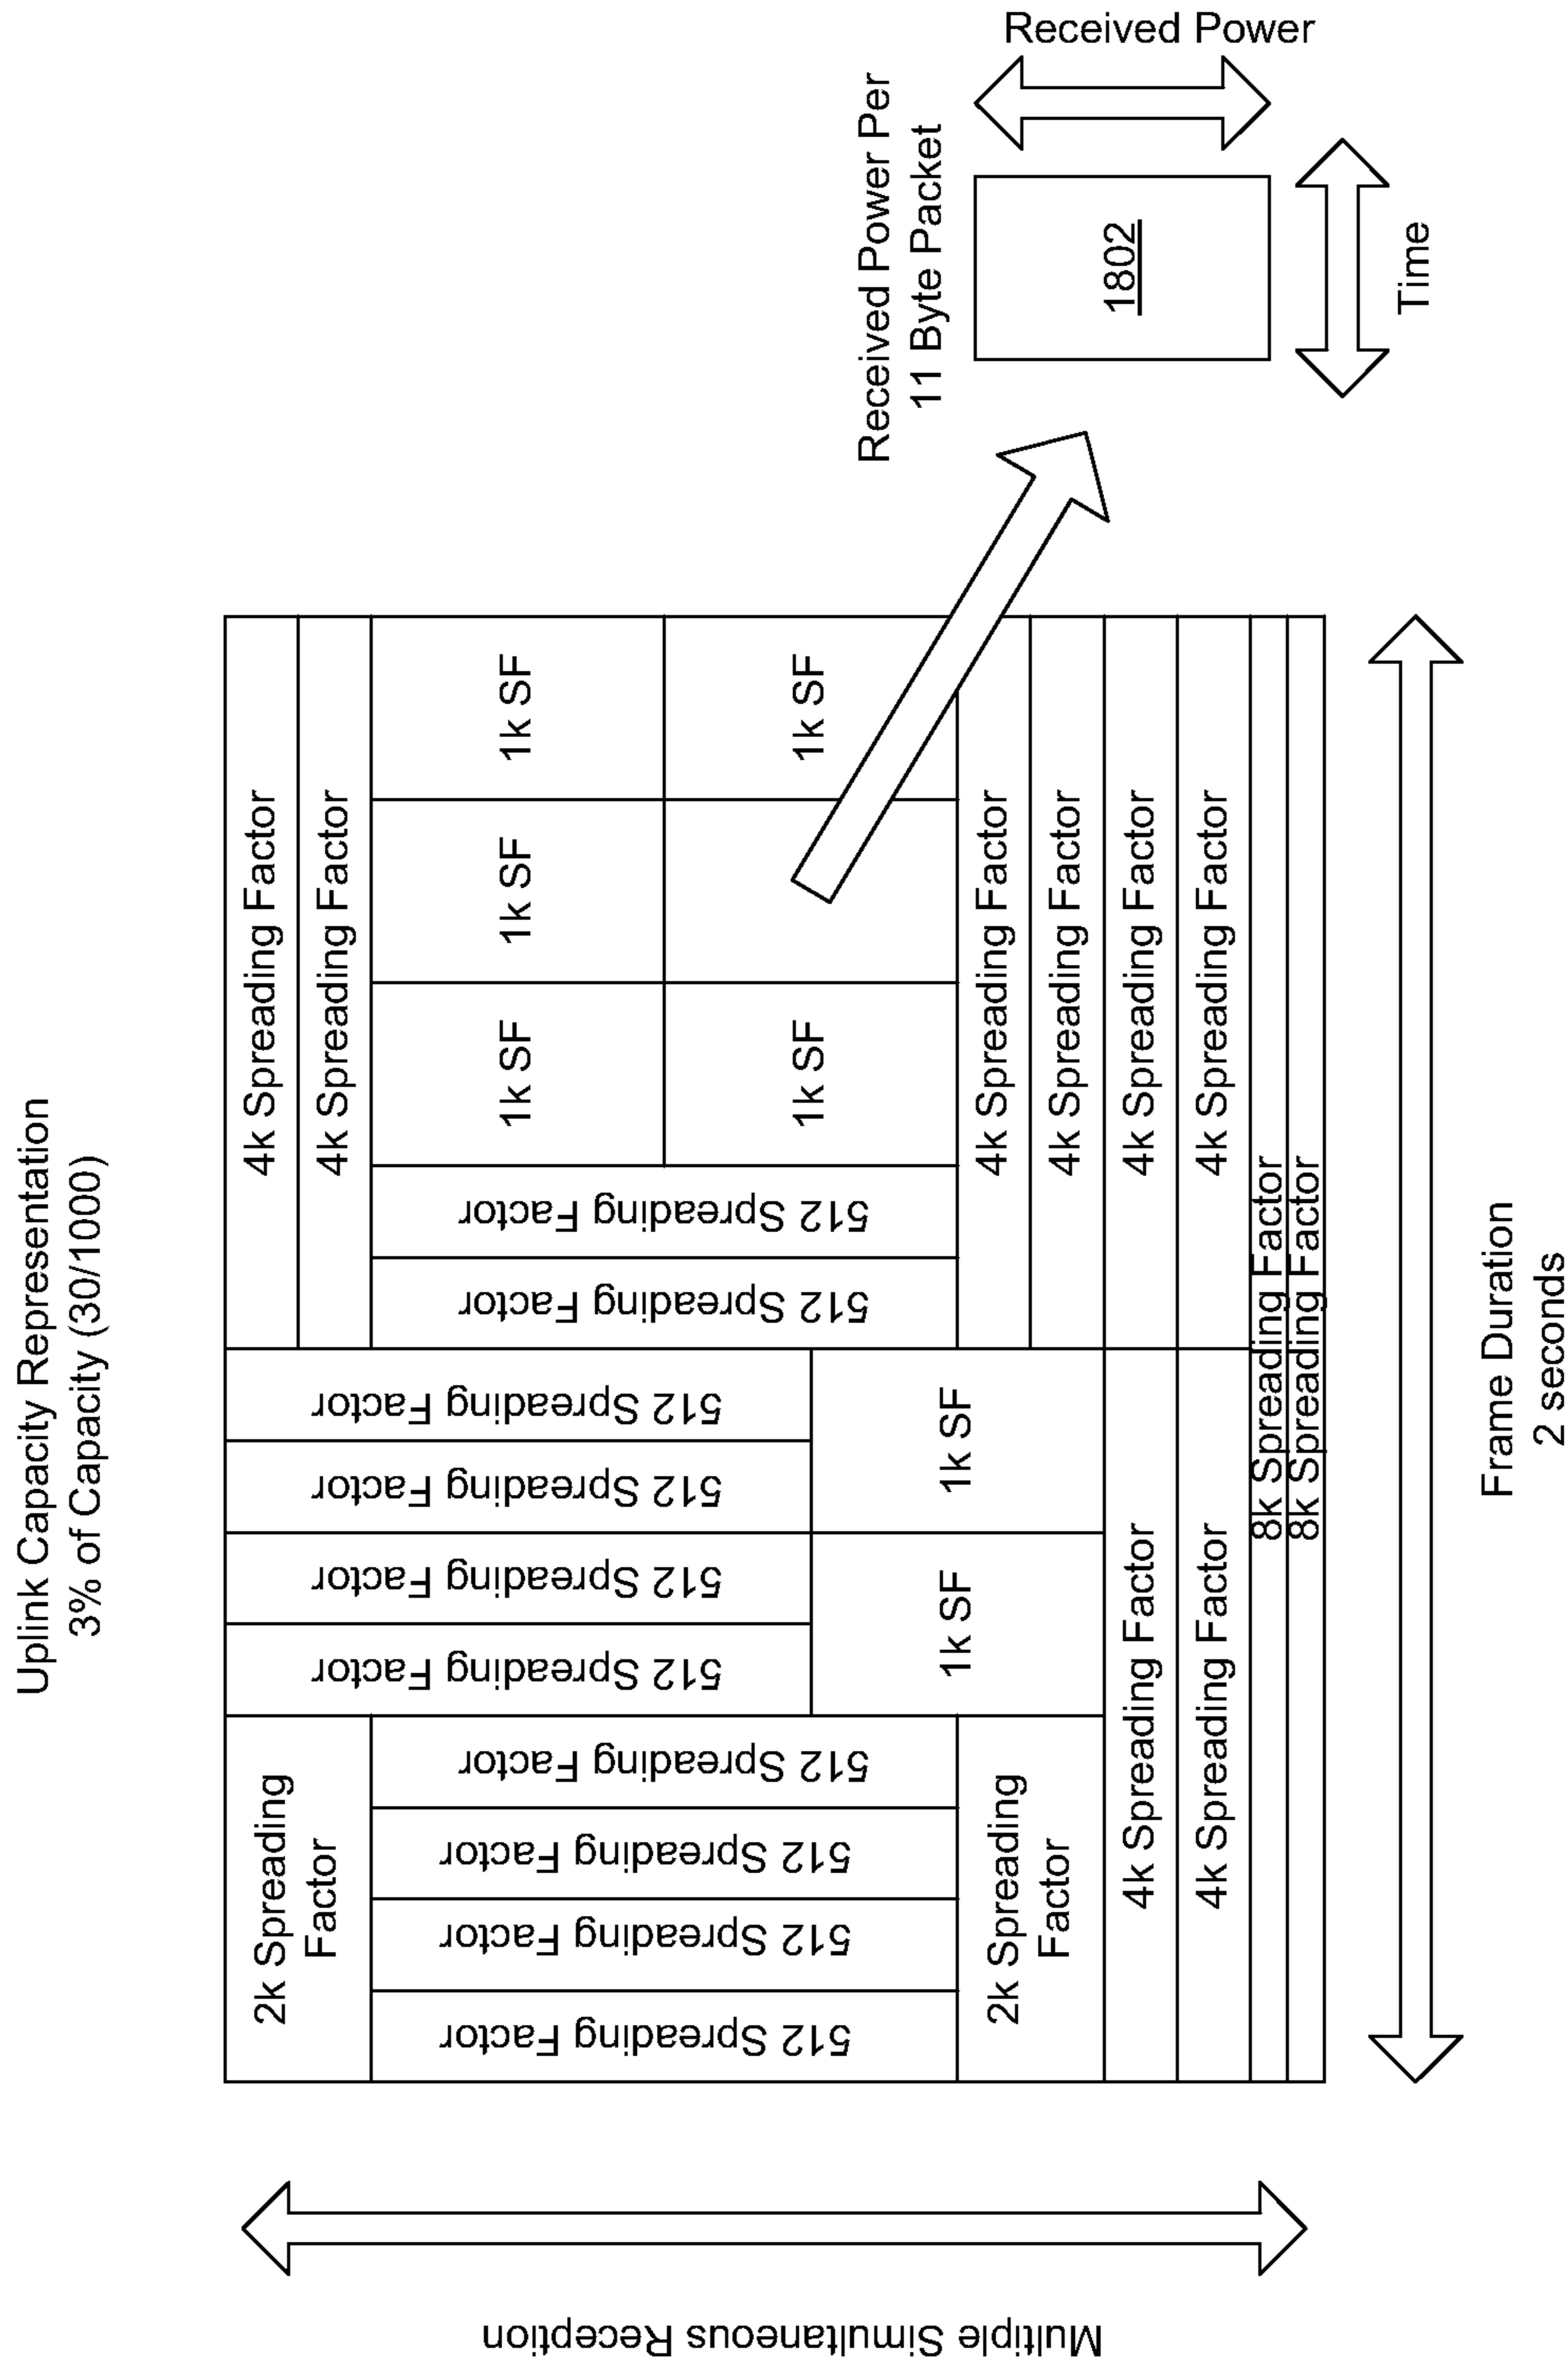 Uplink Capacity Representation
3% of Capacity (30/1000)
Multiple Simultaneous Reception
2k Spreading
Factor
512 Spreading Factor
512 Spreading Factor
512 Spreading Factor
512 Spreading Factor
2k Spreading
Factor
512 Spreading Factor
512 Spreading Factor
512 Spreading Factor
512 Spreading Factor
1k SF
1k SF
4k Spreading Factor
4k Spreading Factor
4k Spreading Factor
4k Spreading Factor
512 Spreading Factor
512 Spreading Factor
1k SF
1k SF
1k SF
1k SF
1k SF
4k Spreading Factor
4k Spreading Factor
4k Spreading Factor
4k Spreading Factor
8k Spreading Factor
8k Spreading Factor
Frame Duration
2 seconds
Received Power Per
11 Byte Packet
1802
Received Power
Time